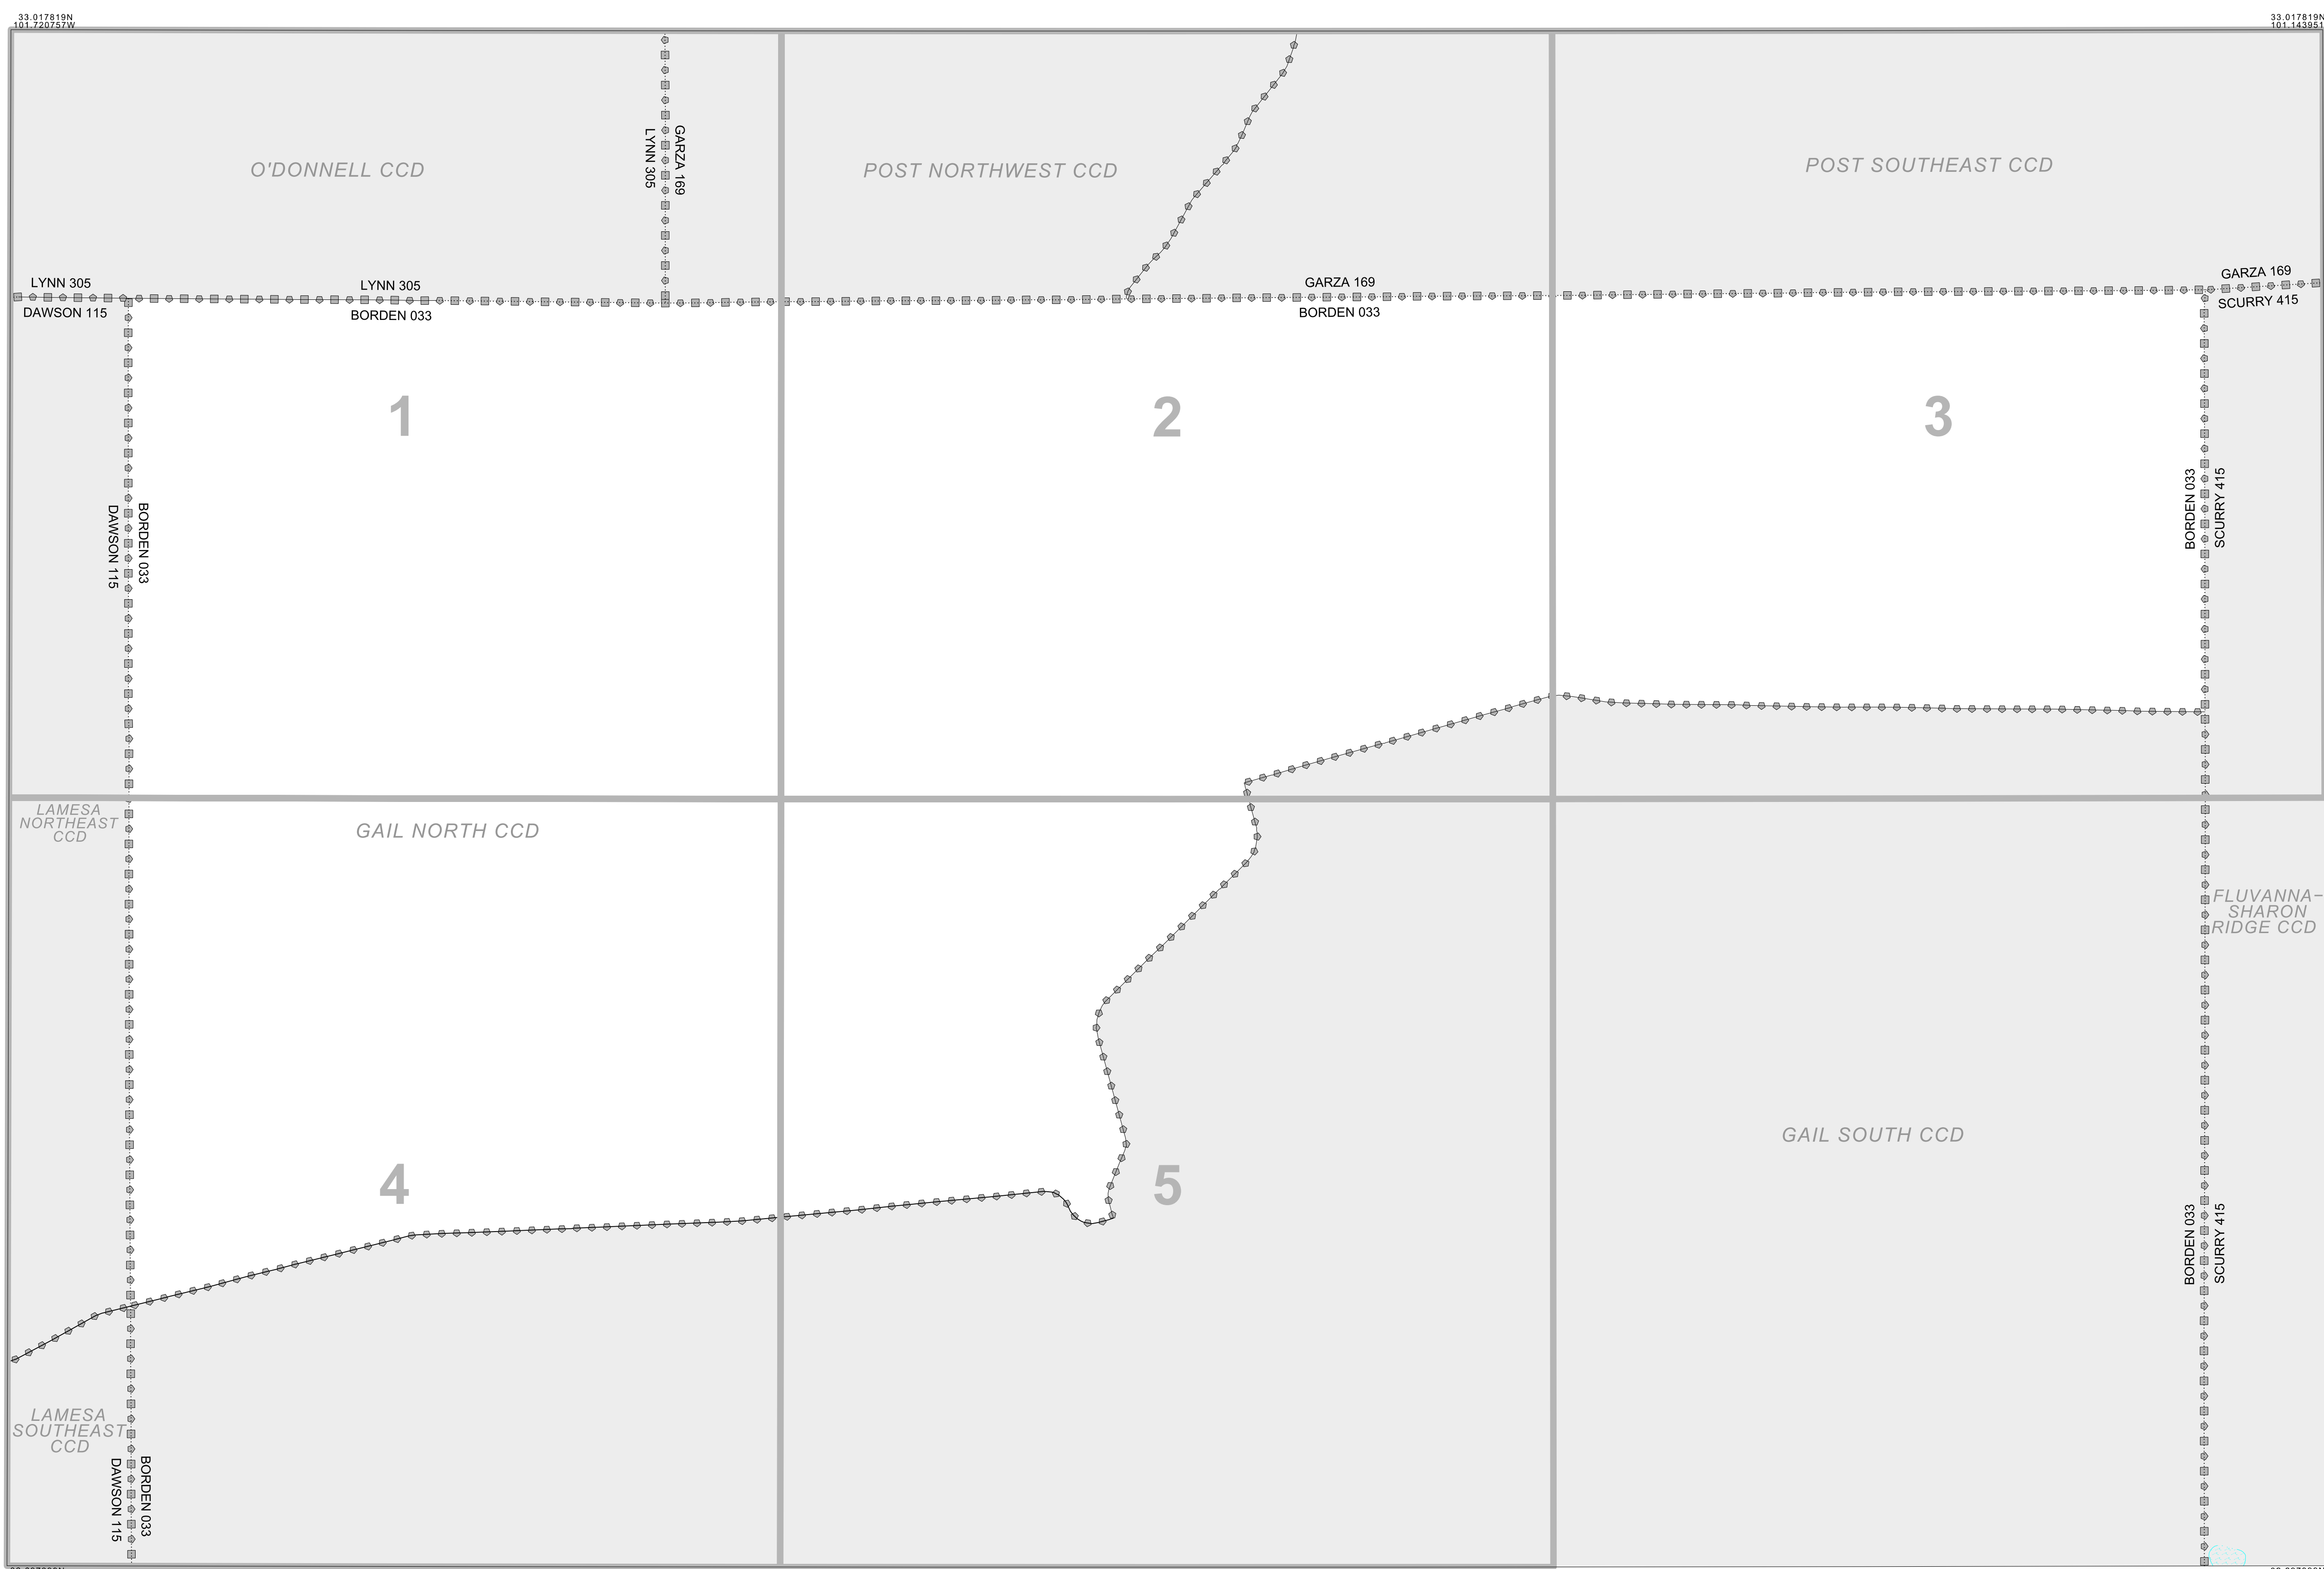 33.017819N
101.720757W
33.017819N
101.143951
O'DONNELL CCD
LYNN 305
GARZA 169
POST NORTHWEST CCD
POST SOUTHEAST CCD
LYNN 305
DAWSON 115
LYNN 305
BORDEN 033
GARZA 169
BORDEN 033
GARZA 169
SCURRY 415
1
2
3
DAWSON 115
BORDEN 033
BORDEN 033
SCURRY 415
LAMESA
NORTHEAST
CCD
GAIL NORTH CCD
FLUVANNA-
SHARON
RIDGE CCD
GAIL SOUTH CCD
4
5
BORDEN 033
SCURRY 415
LAMESA
SOUTHEAST
CCD
DAWSON 115
BORDEN 033